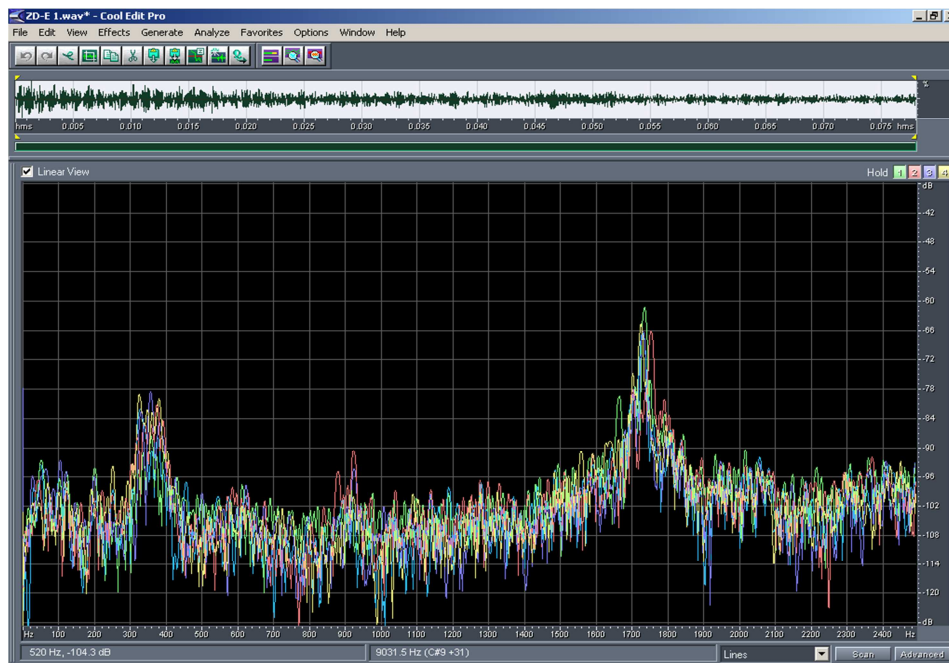 2D-E 1.wav* - Cool Edit Pro
File Edit View Effects Generate Analyze Favorites Options Window Help
%
hms 0.005 0.010 0.015 0.020 0.025 0.030 0.035 0.040 0.045 0.050 0.055 0.060 0.065 0.070 0.075 hms
Linear View Hold 1 2 3 4
dB
-42
-48
-54
-60
-66
-72
-78
-84
-90
-96
-102
-108
-114
-120
dB
Hz 100 200 300 400 500 600 700 800 900 1000 1100 1200 1300 1400 1500 1600 1700 1800 1900 2000 2100 2200 2300 2400 Hz
520 Hz, -104.3 dB 9031.5 Hz (C#9 +31) Lines Scan Advanced